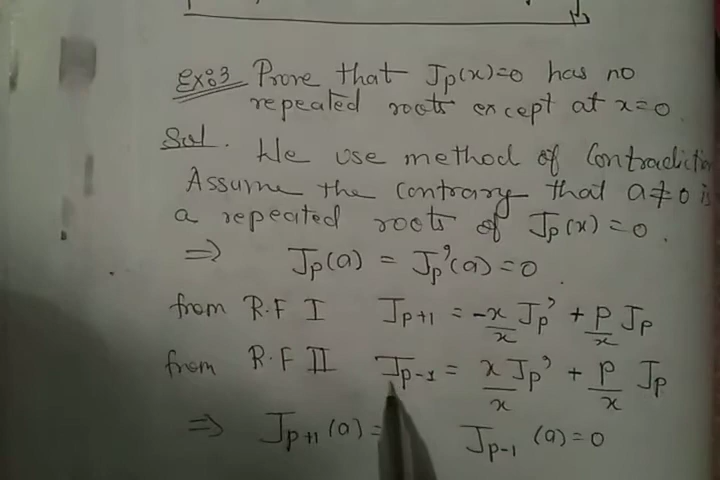 Ex:3 Prove that Jp(x)=0 has no
repeated roots except at x=0
Sol. We use method of Contradiction
Assume the contrary that a≠0 is
a repeated roots of Jp(x)=0.
⇒ Jp(a) = Jp'(a) = 0.
from R.F I Jp+1 = -x/x Jp' + p/x Jp
from R.F II Jp-1 = x/x Jp' + p/x Jp
⇒ Jp+1(a) = Jp-1(a) = 0